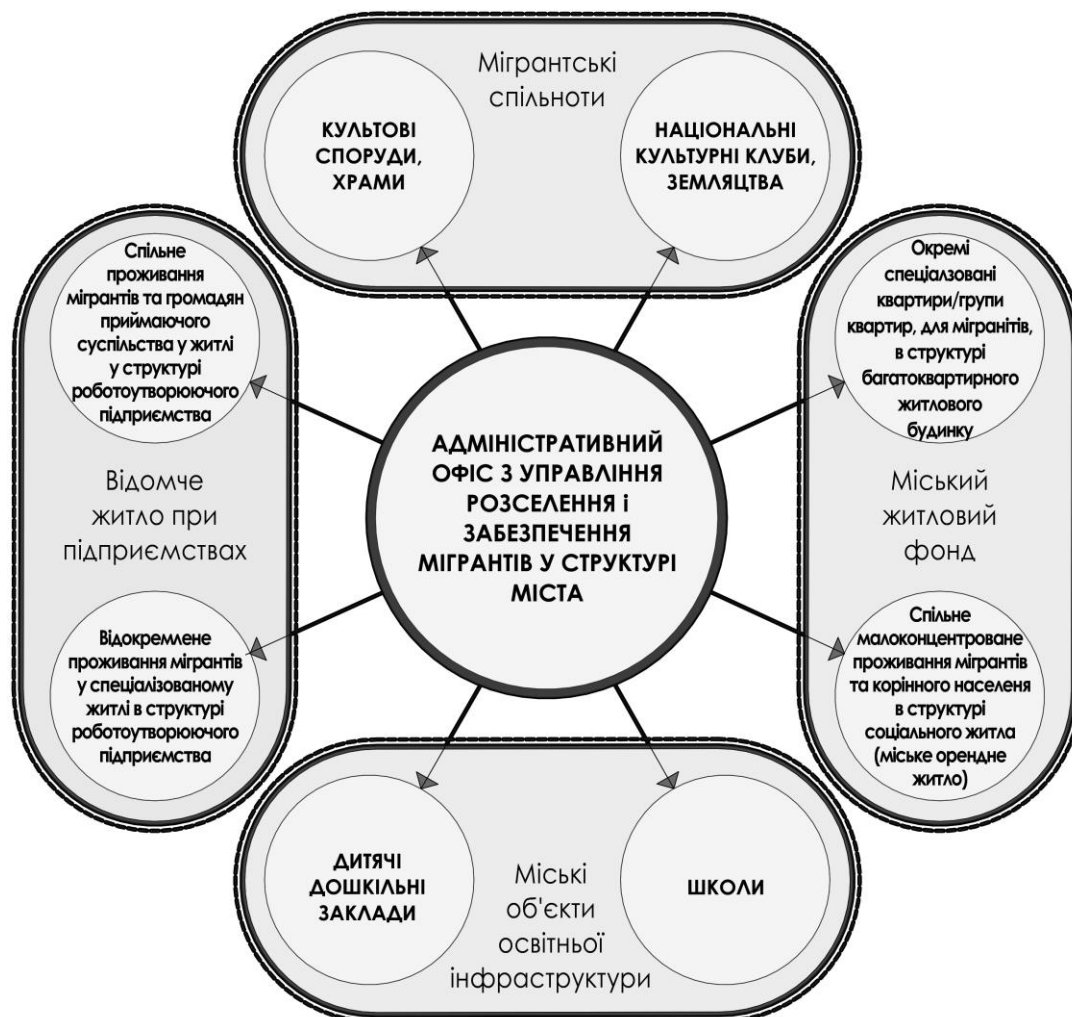 Мігрантські
спільноти
КУЛЬТОВІ
СПОРУДИ,
ХРАМИ
НАЦІОНАЛЬНІ
КУЛЬТУРНІ КЛУБИ,
ЗЕМЛЯЦТВА
Спільне
проживання
мігрантів та громадян
приймаючого
суспільства у житлі
у структурі
роботоутворюючого
підприємства
Відомче
житло при
підприємствах
Відокремлене
проживання мігрантів
у спеціалізованому
житлі в структурі
роботоутворюючого
підприємства
АДМІНІСТРАТИВНИЙ
ОФІС З УПРАВЛІННЯ
РОЗСЕЛЕННЯ і
ЗАБЕЗПЕЧЕННЯ
МІГРАНТІВ У СТРУКТУРІ
МІСТА
Окремі
спеціалзовані
квартири/групи
квартир, для мігранітів,
в структурі
багатоквартирного
житлового
будинку
Міський
житловий
фонд
Спільне
малоконцентроване
проживання мігрантів
та корінного населеня
в структурі
соціального житла
(міське орендне
житло)
ДИТЯЧІ
ДОШКІЛЬНІ
ЗАКЛАДИ
Міські
об'єкти
освітньої
інфраструктури
ШКОЛИ